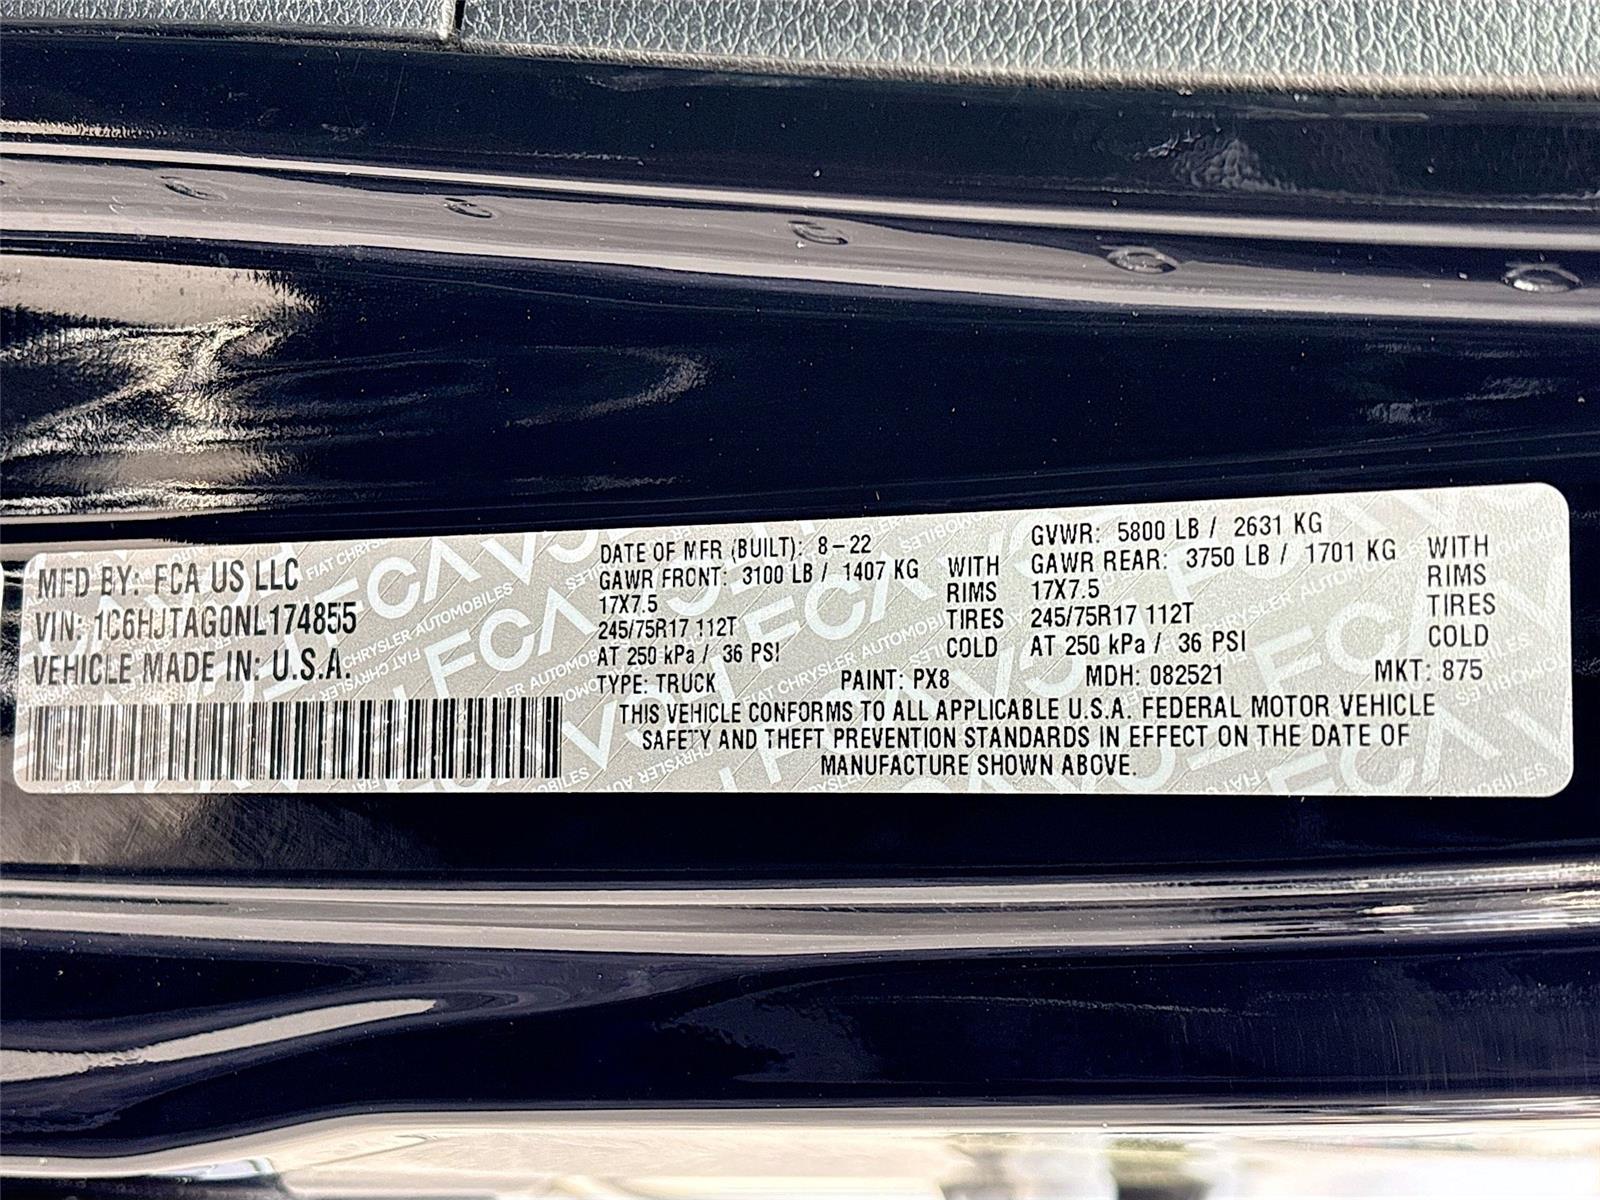 MFD BY: FCA US LLC
VIN: 1C6HJTAG0NL174855
VEHICLE MADE IN: U.S.A.
DATE OF MFR (BUILT): 8-22
GAWR FRONT: 3100 LB / 1407 KG
17X7.5
245/75R17 112T
AT 250 kPa / 36 PSI
WITH
RIMS
TIRES
COLD
GVWR: 5800 LB / 2631 KG
GAWR REAR: 3750 LB / 1701 KG
17X7.5
245/75R17 112T
AT 250 kPa / 36 PSI
WITH
RIMS
TIRES
COLD
TYPE: TRUCK PAINT: PX8 MDH: 082521 MKT: 875
THIS VEHICLE CONFORMS TO ALL APPLICABLE U.S.A. FEDERAL MOTOR VEHICLE
SAFETY AND THEFT PREVENTION STANDARDS IN EFFECT ON THE DATE OF
MANUFACTURE SHOWN ABOVE.
FCA
FIAT CHRYSLER AUTOMOBILES